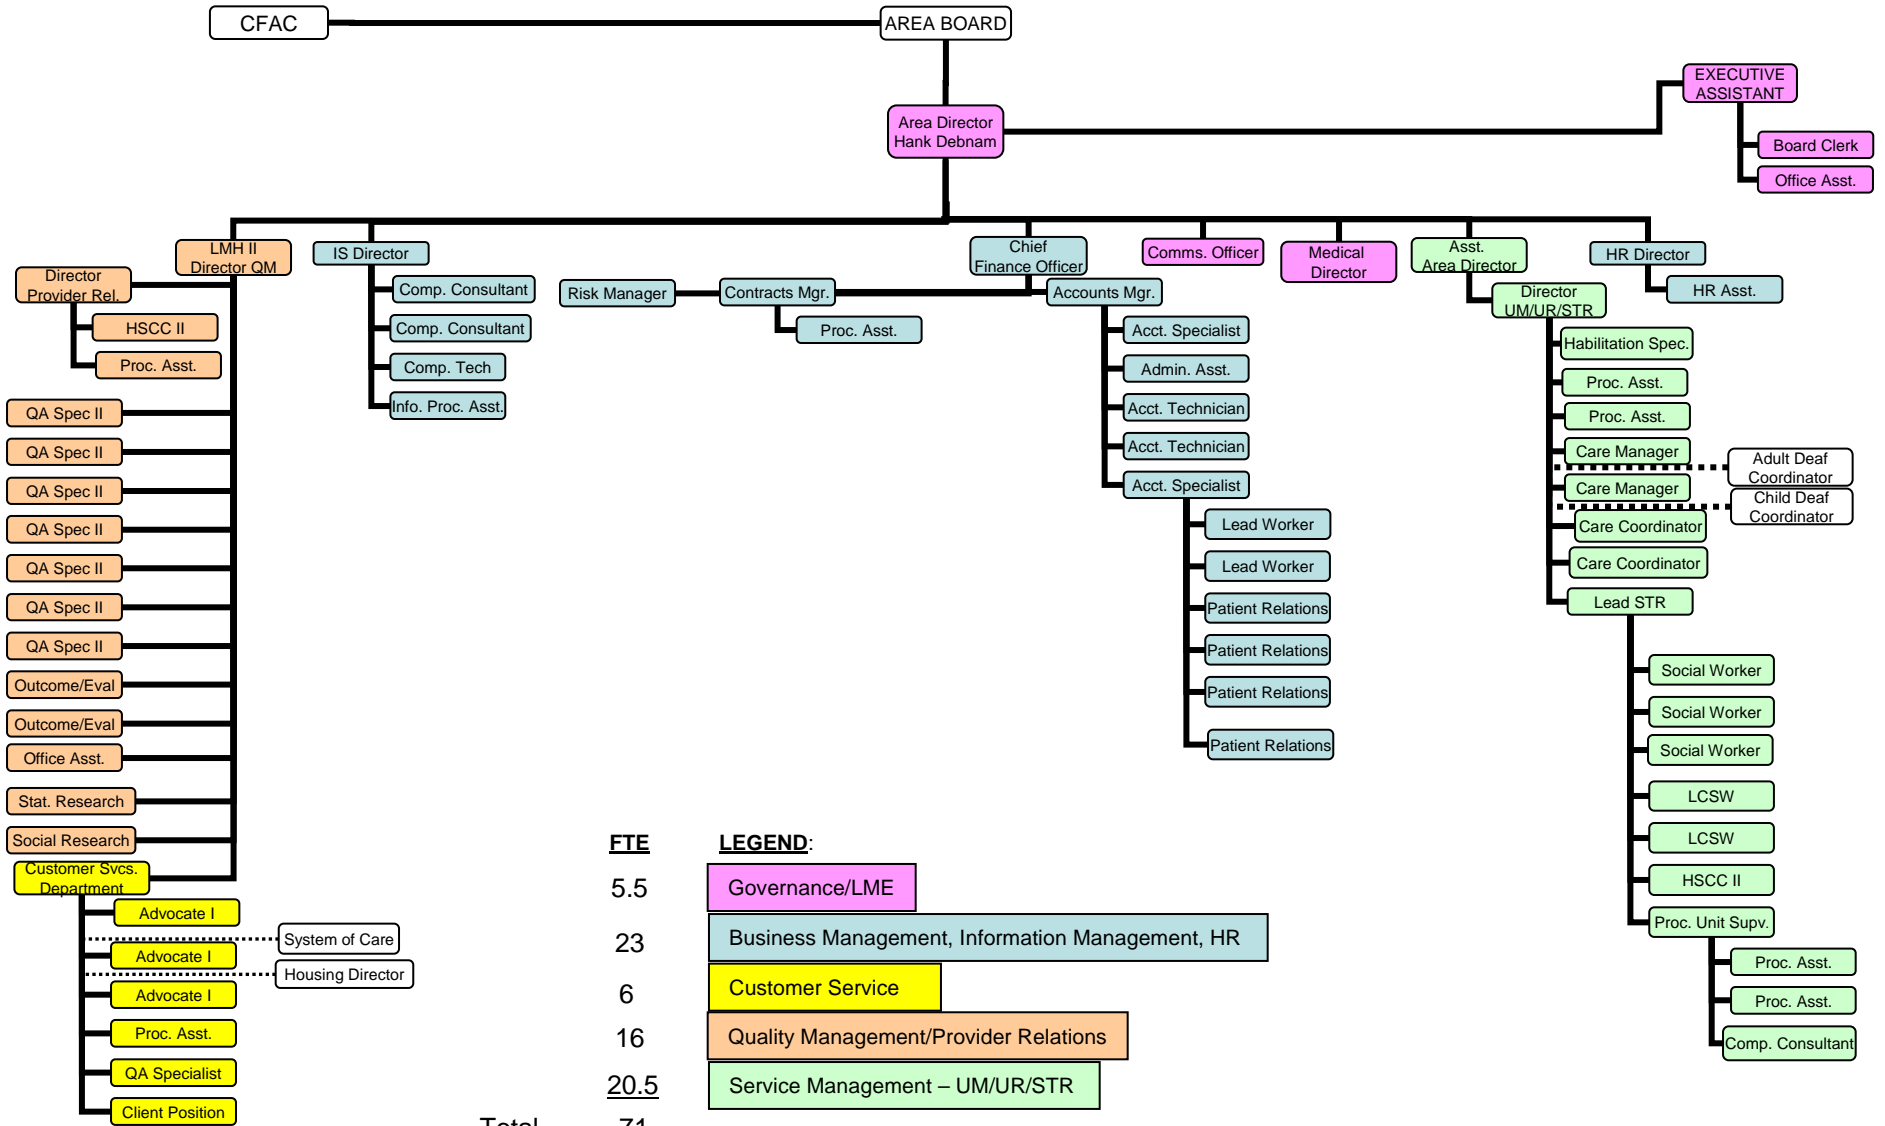 CFAC
AREA BOARD
EXECUTIVE
ASSISTANT
Area Director
Hank Debnam
Board Clerk
Office Asst.
LMH II
Director QM
IS Director
Chief
Finance Officer
Comms. Officer
Medical
Director
Asst.
Area Director
HR Director
Director
Provider Rel.
HSCC II
Proc. Asst.
QA Spec II
QA Spec II
QA Spec II
QA Spec II
QA Spec II
QA Spec II
QA Spec II
Outcome/Eval
Outcome/Eval
Office Asst.
Stat. Research
Social Research
Customer Svcs.
Department
Advocate I
System of Care
Advocate I
Housing Director
Advocate I
Proc. Asst.
QA Specialist
Client Position
Comp. Consultant
Comp. Consultant
Comp. Tech
Info. Proc. Asst.
Risk Manager
Contracts Mgr.
Accounts Mgr.
Proc. Asst.
Acct. Specialist
Admin. Asst.
Acct. Technician
Acct. Technician
Acct. Specialist
Lead Worker
Lead Worker
Patient Relations
Patient Relations
Patient Relations
Patient Relations
HR Asst.
Director
UM/UR/STR
Habilitation Spec.
Proc. Asst.
Proc. Asst.
Care Manager
Adult Deaf
Coordinator
Care Manager
Child Deaf
Coordinator
Care Coordinator
Care Coordinator
Lead STR
Social Worker
Social Worker
Social Worker
LCSW
LCSW
HSCC II
Proc. Unit Supv.
Proc. Asst.
Proc. Asst.
Comp. Consultant
FTE LEGEND:
5.5 Governance/LME
23 Business Management, Information Management, HR
6 Customer Service
16 Quality Management/Provider Relations
20.5 Service Management – UM/UR/STR
Total 71